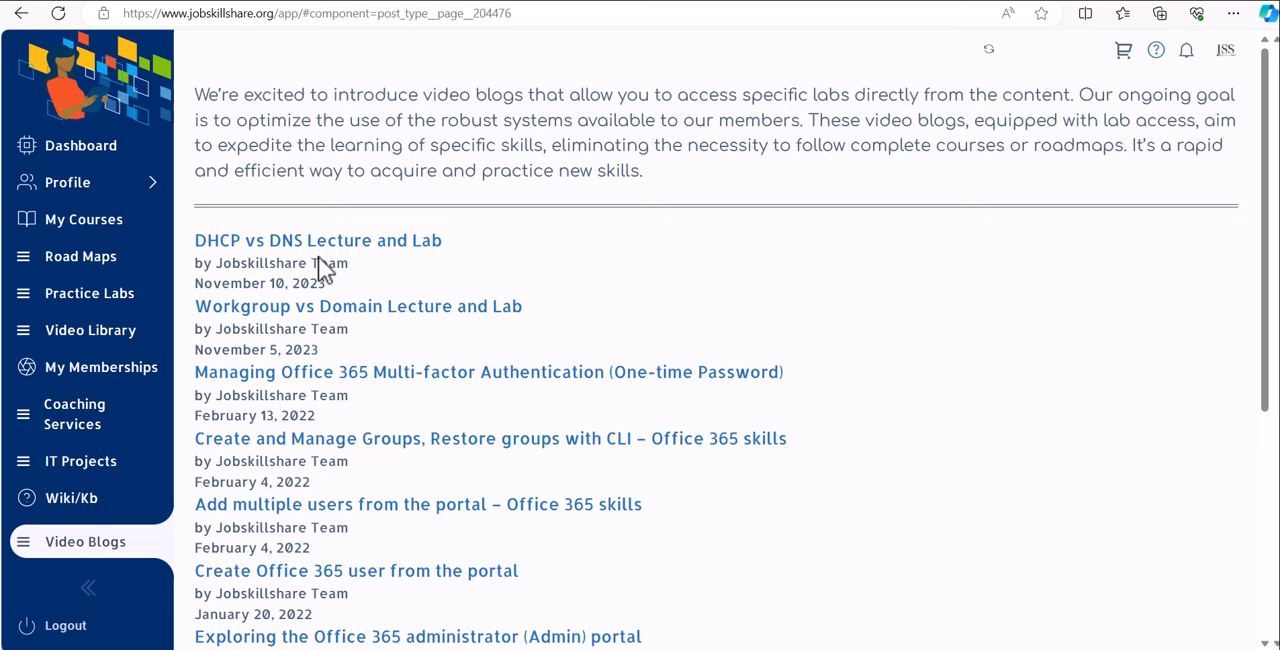 https://www.jobskillshare.org/app/#component=post_type__page__204476
JSS
Dashboard
Profile
My Courses
Road Maps
Practice Labs
Video Library
My Memberships
Coaching
Services
IT Projects
Wiki/Kb
Video Blogs
Logout
We're excited to introduce video blogs that allow you to access specific labs directly from the content. Our ongoing goal
is to optimize the use of the robust systems available to our members. These video blogs, equipped with lab access, aim
to expedite the learning of specific skills, eliminating the necessity to follow complete courses or roadmaps. It's a rapid
and efficient way to acquire and practice new skills.
DHCP vs DNS Lecture and Lab
by Jobskillshare Team
November 10, 2023
Workgroup vs Domain Lecture and Lab
by Jobskillshare Team
November 5, 2023
Managing Office 365 Multi-factor Authentication (One-time Password)
by Jobskillshare Team
February 13, 2022
Create and Manage Groups, Restore groups with CLI – Office 365 skills
by Jobskillshare Team
February 4, 2022
Add multiple users from the portal – Office 365 skills
by Jobskillshare Team
February 4, 2022
Create Office 365 user from the portal
by Jobskillshare Team
January 20, 2022
Exploring the Office 365 administrator (Admin) portal